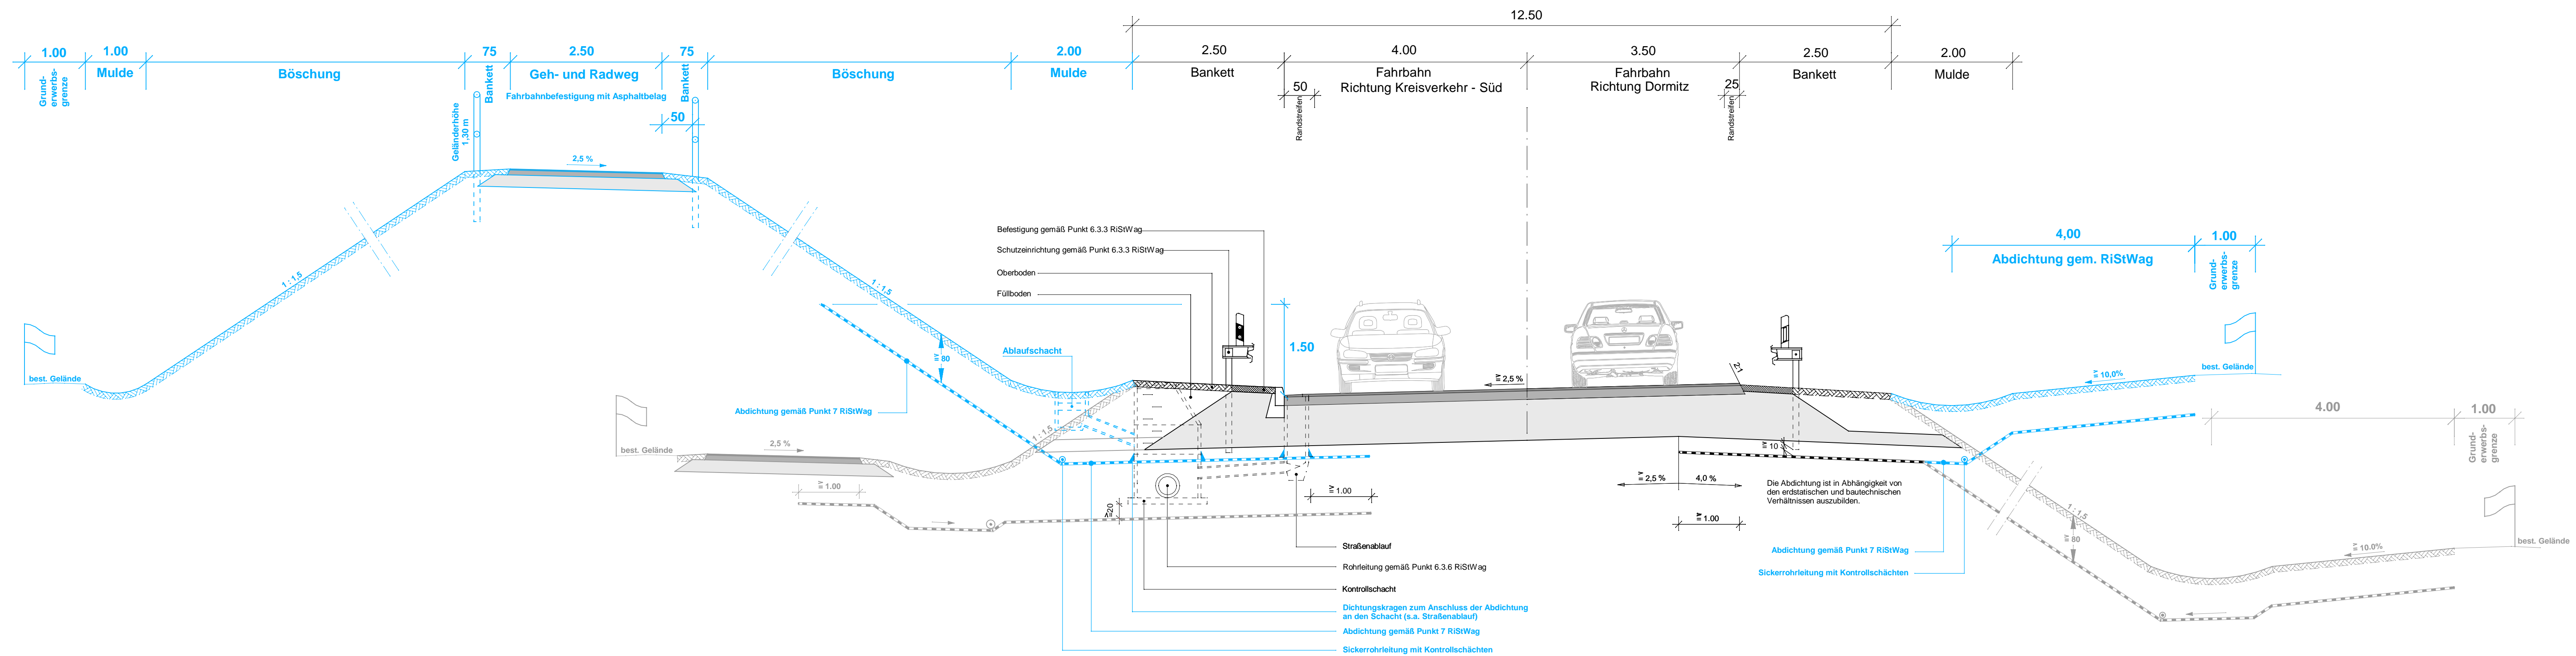 12.50
1.00
1.00
75
2.50
75
2.00
2.50
4.00
3.50
2.50
2.00
Grund-
erwerbs-
grenze
Mulde
Böschung
Bankett
Geh- und Radweg
Bankett
Böschung
Mulde
Bankett
Fahrbahn
Richtung Kreisverkehr - Süd
Fahrbahn
Richtung Dormitz
Bankett
Mulde
Fahrbahnbefestigung mit Asphaltbelag
50
Randstreifen
25
Randstreifen
Geländerhöhe
1,30 m
50
2,5 %
Befestigung gemäß Punkt 6.3.3 RiStWag
Schutzeinrichtung gemäß Punkt 6.3.3 RiStWag
Oberboden
Füllboden
4,00
1.00
Abdichtung gem. RiStWag
Grund-
erwerbs-
grenze
1 : 1,5
1 : 1,5
≥ 80
Ablaufschacht
1.50
best. Gelände
≥ 2,5 %
2:1
≥ 10,0%
best. Gelände
Abdichtung gemäß Punkt 7 RiStWag
4.00
1.00
Grund-
erwerbs-
grenze
best. Gelände
2,5 %
1 : 1,5
≥ 10
≥ 1.00
≥ 1.00
≥20
≥ 2,5 %
4,0 %
≥ 1.00
Die Abdichtung ist in Abhängigkeit von
den erdstatischen und bautechnischen
Verhältnissen auszubilden.
1 : 1,5
≥ 80
≥ 10.0%
best. Gelände
Straßenablauf
Rohrleitung gemäß Punkt 6.3.6 RiStWag
Kontrollschacht
Dichtungskragen zum Anschluss der Abdichtung
an den Schacht (s.a. Straßenablauf)
Abdichtung gemäß Punkt 7 RiStWag
Sickerrohrleitung mit Kontrollschächten
Abdichtung gemäß Punkt 7 RiStWag
Sickerrohrleitung mit Kontrollschächten